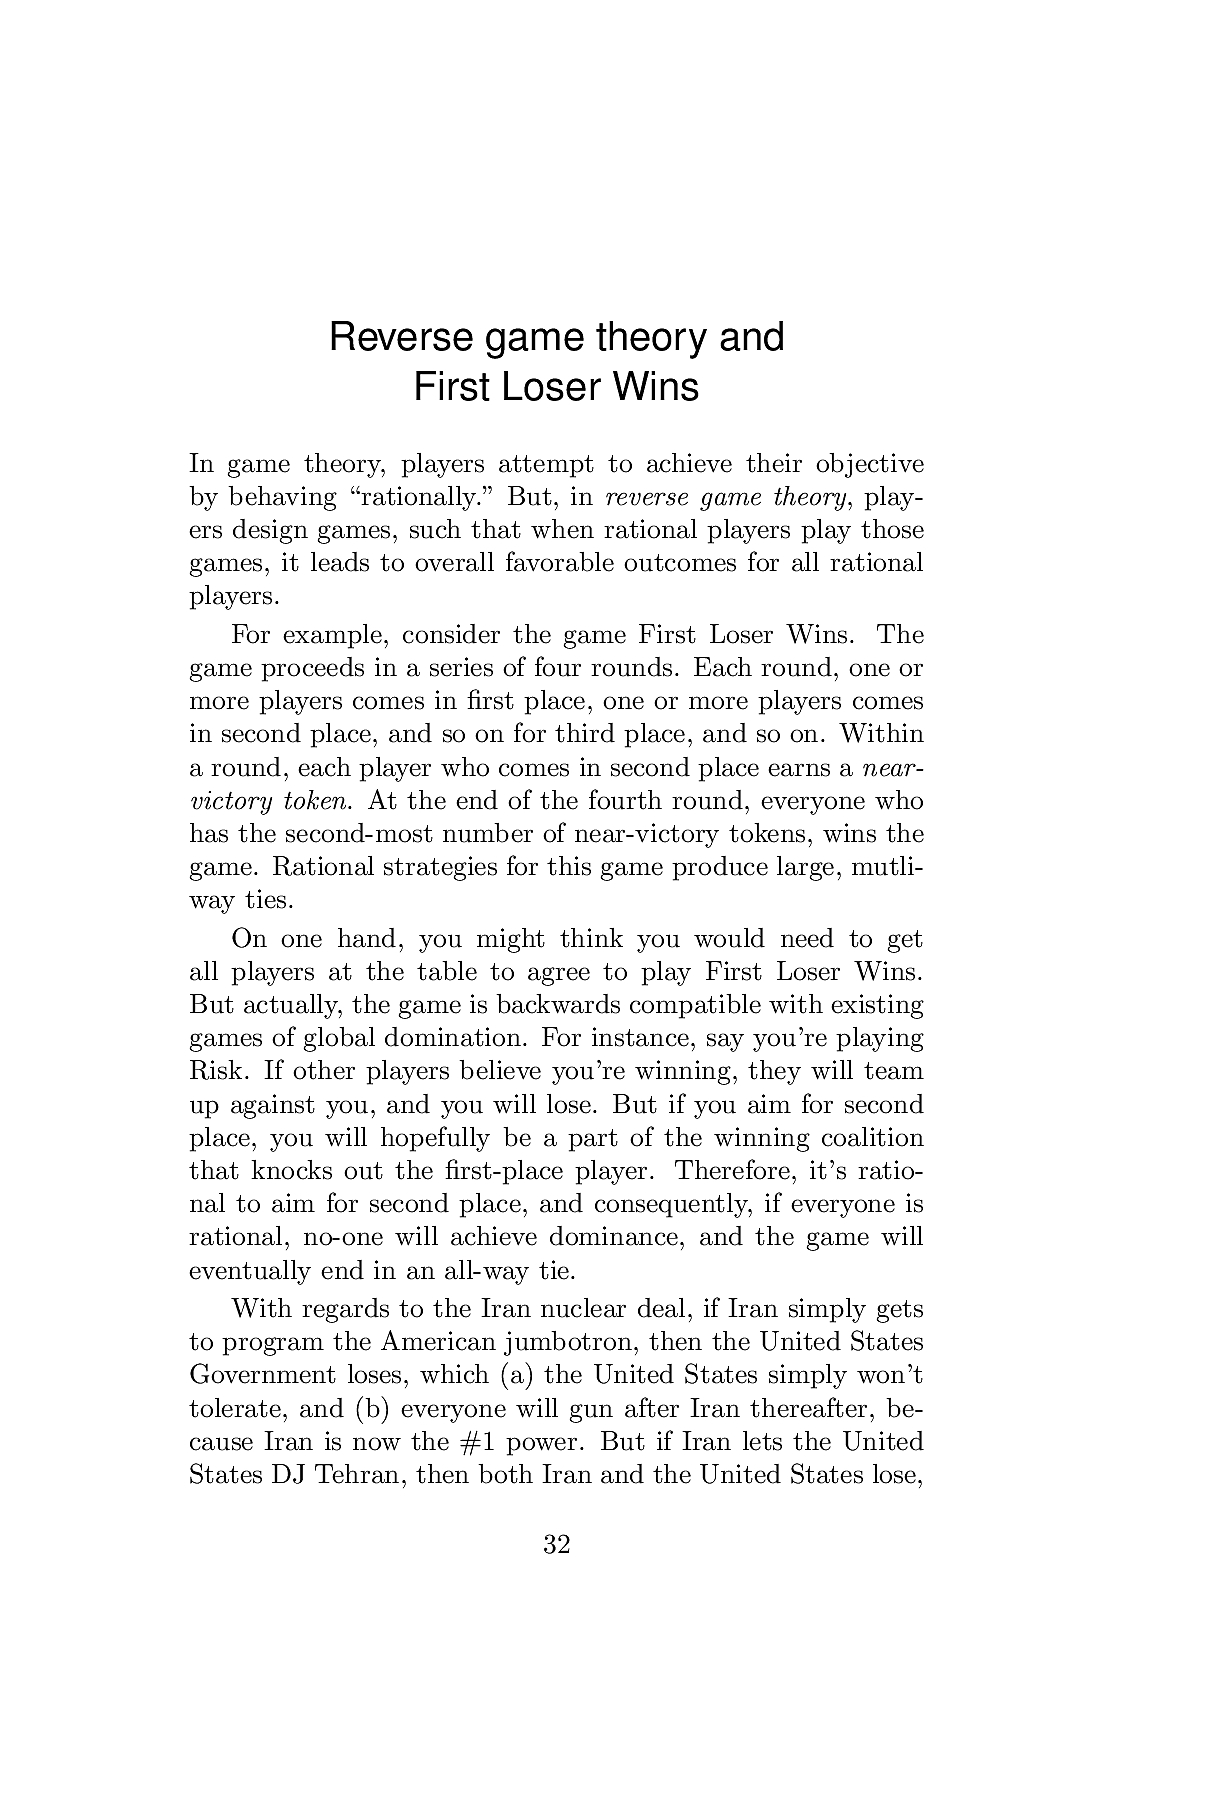 Reverse game theory and
First Loser Wins
In game theory, players attempt to achieve their objective
by behaving “rationally.” But, in reverse game theory, play-
ers design games, such that when rational players play those
games, it leads to overall favorable outcomes for all rational
players.
For example, consider the game First Loser Wins. The
game proceeds in a series of four rounds. Each round, one or
more players comes in first place, one or more players comes
in second place, and so on for third place, and so on. Within
a round, each player who comes in second place earns a near-
victory token. At the end of the fourth round, everyone who
has the second-most number of near-victory tokens, wins the
game. Rational strategies for this game produce large, mutli-
way ties.
On one hand, you might think you would need to get
all players at the table to agree to play First Loser Wins.
But actually, the game is backwards compatible with existing
games of global domination. For instance, say you’re playing
Risk. If other players believe you’re winning, they will team
up against you, and you will lose. But if you aim for second
place, you will hopefully be a part of the winning coalition
that knocks out the first-place player. Therefore, it’s ratio-
nal to aim for second place, and consequently, if everyone is
rational, no-one will achieve dominance, and the game will
eventually end in an all-way tie.
With regards to the Iran nuclear deal, if Iran simply gets
to program the American jumbotron, then the United States
Government loses, which (a) the United States simply won’t
tolerate, and (b) everyone will gun after Iran thereafter, be-
cause Iran is now the #1 power. But if Iran lets the United
States DJ Tehran, then both Iran and the United States lose,
32